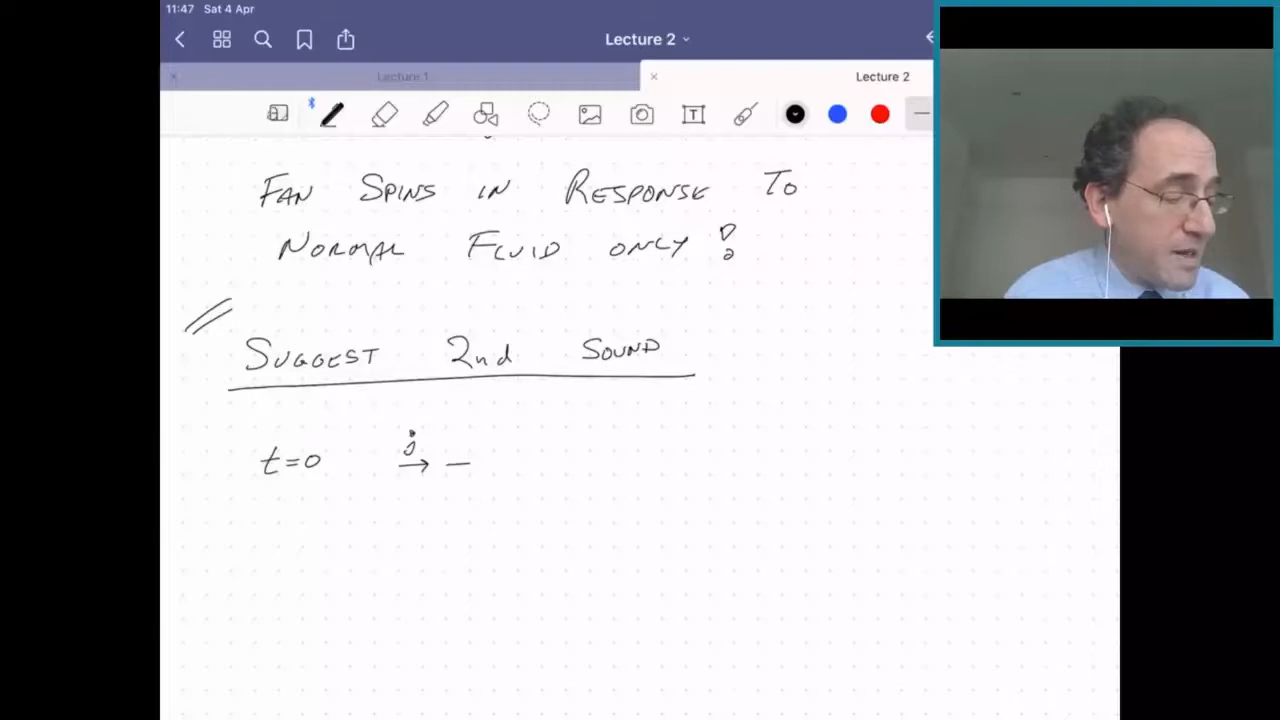 11:47 Sat 4 Apr
Lecture 2
Lecture 1
Lecture 2
T
FAN SPINS IN RESPONSE TO
NORMAL FLUID ONLY !
SUGGEST 2nd SOUND
t=0 j → —